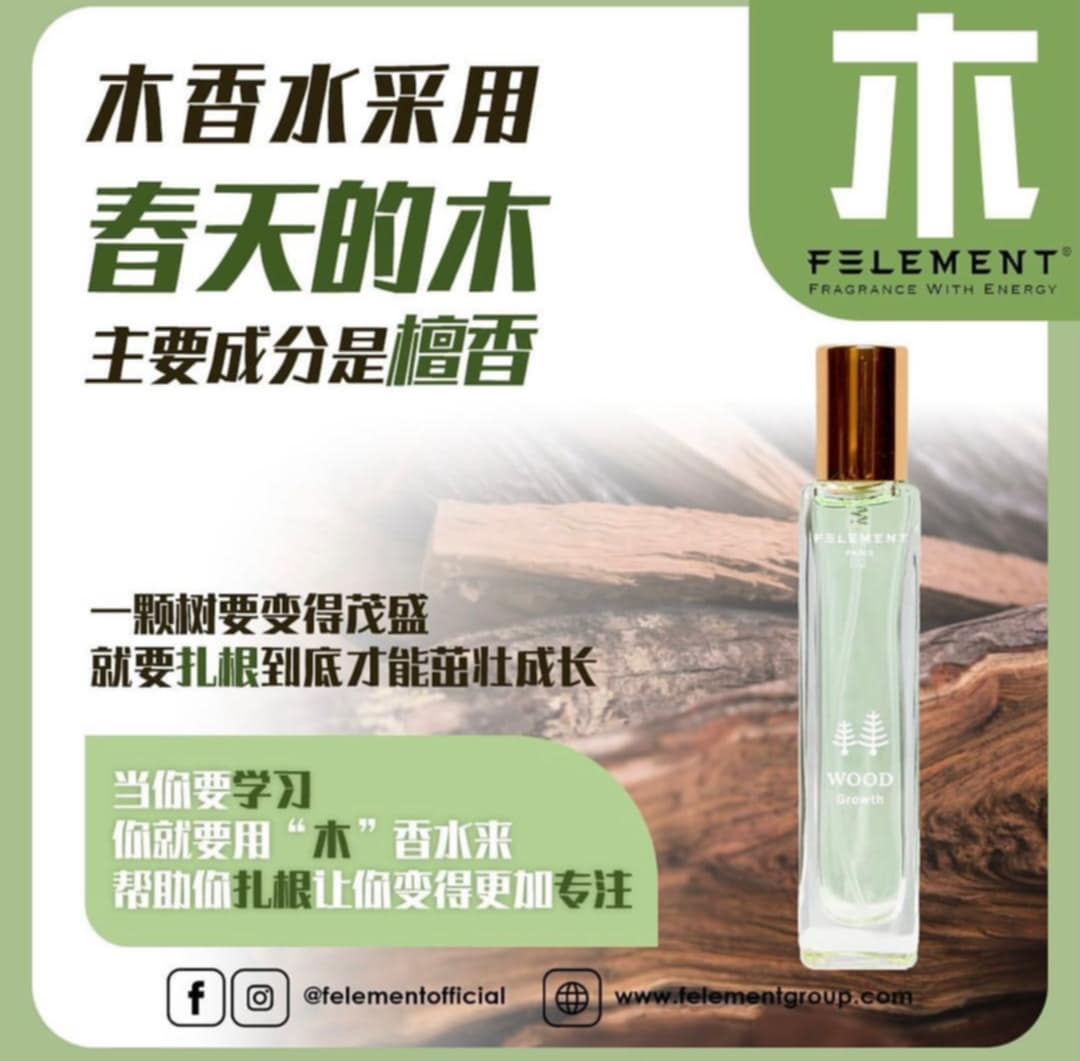 木香水采用
春天的木
主要成分是檀香
木
FELEMENT®
FRAGRANCE WITH ENERGY
FELEMENT
PARIS
一颗树要变得茂盛
就要扎根到底才能茁壮成长
WOOD
Growth
当你要学习
你就要用“木”香水来
帮助你扎根让你变得更加专注
@felementofficial
www.felementgroup.com